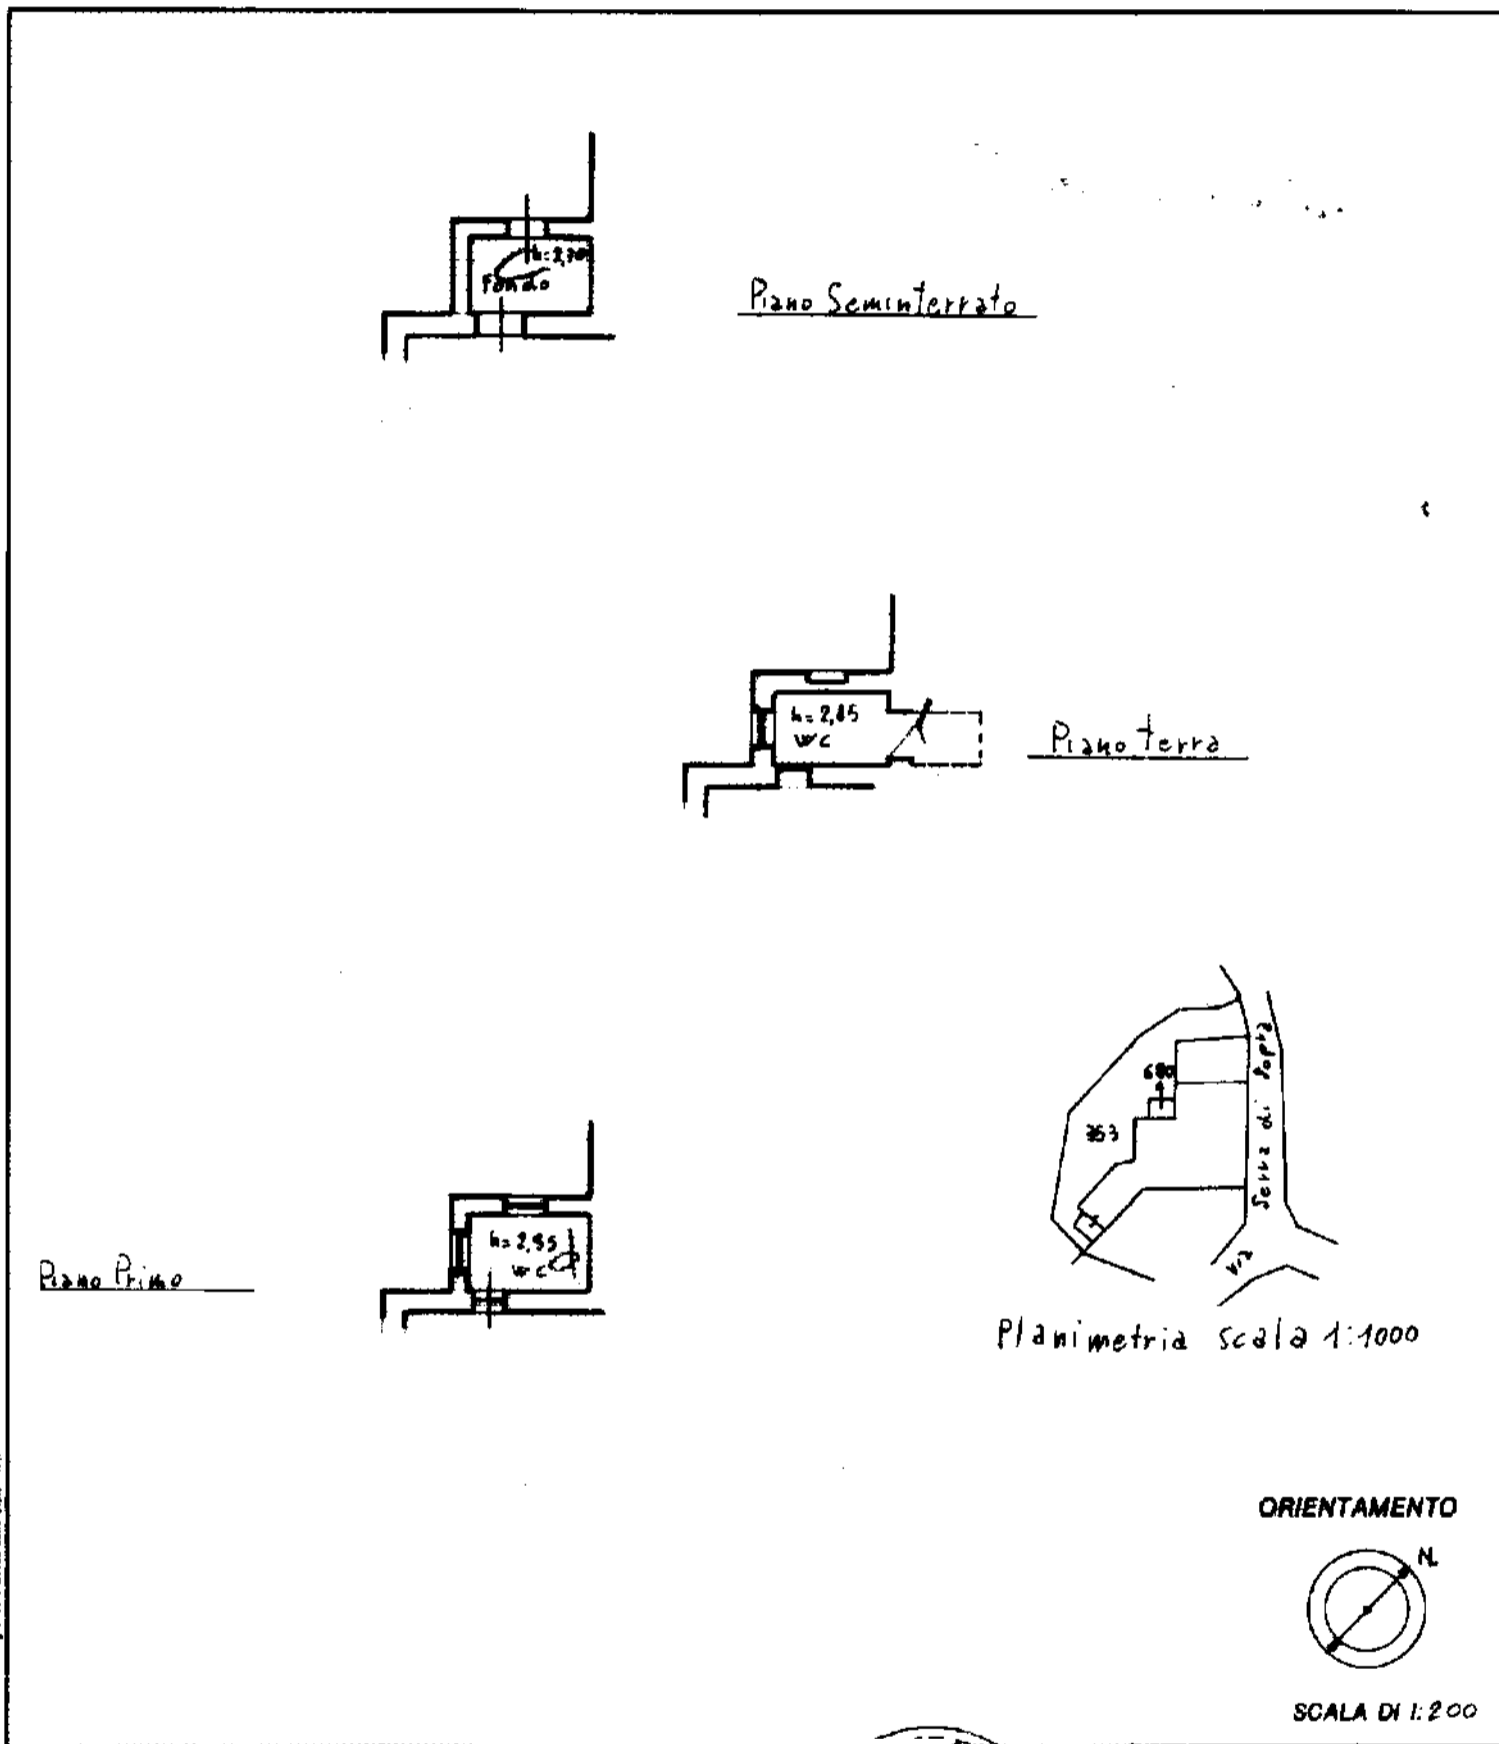 h=2,70
Fondo
Piano Seminterrato
h=2,85
WC
Piano terra
680
353
Serra di Sopra
Via
Piano Primo
h=2,95
WC
Planimetria scala 1:1000
ORIENTAMENTO
N
SCALA DI 1:200